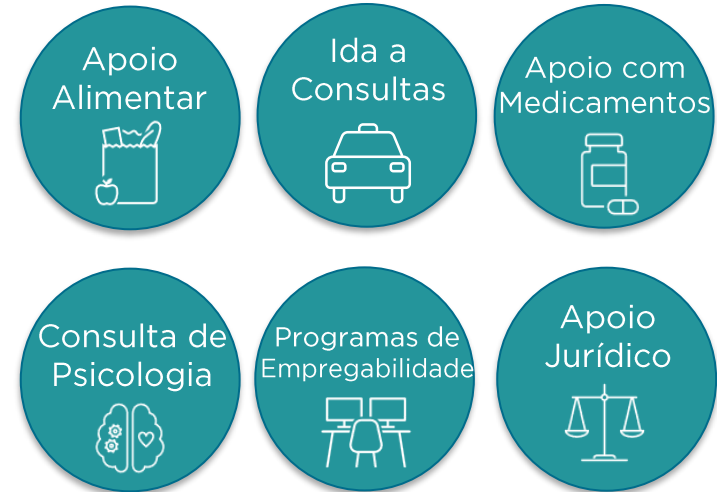 Apoio
Alimentar
Ida a
Consultas
Apoio com
Medicamentos
Consulta de
Psicologia
Programas de
Empregabilidade
Apoio
Jurídico